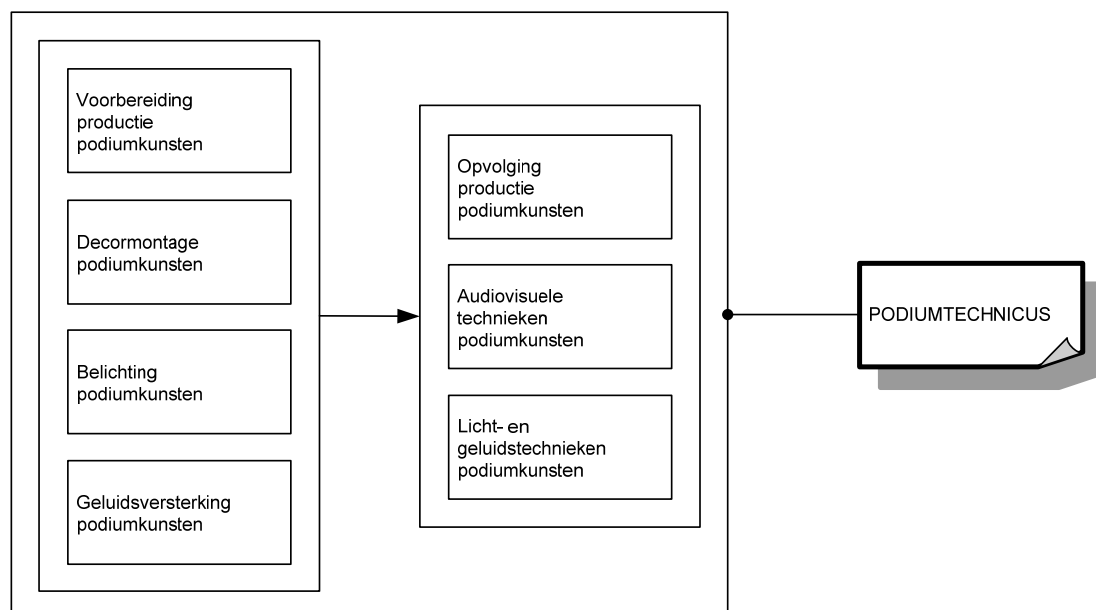 Voorbereiding
productie
podiumkunsten
Decormontage
podiumkunsten
Belichting
podiumkunsten
Geluidsversterking
podiumkunsten
Opvolging
productie
podiumkunsten
Audiovisuele
technieken
podiumkunsten
Licht- en
geluidstechnieken
podiumkunsten
PODIUMTECHNICUS